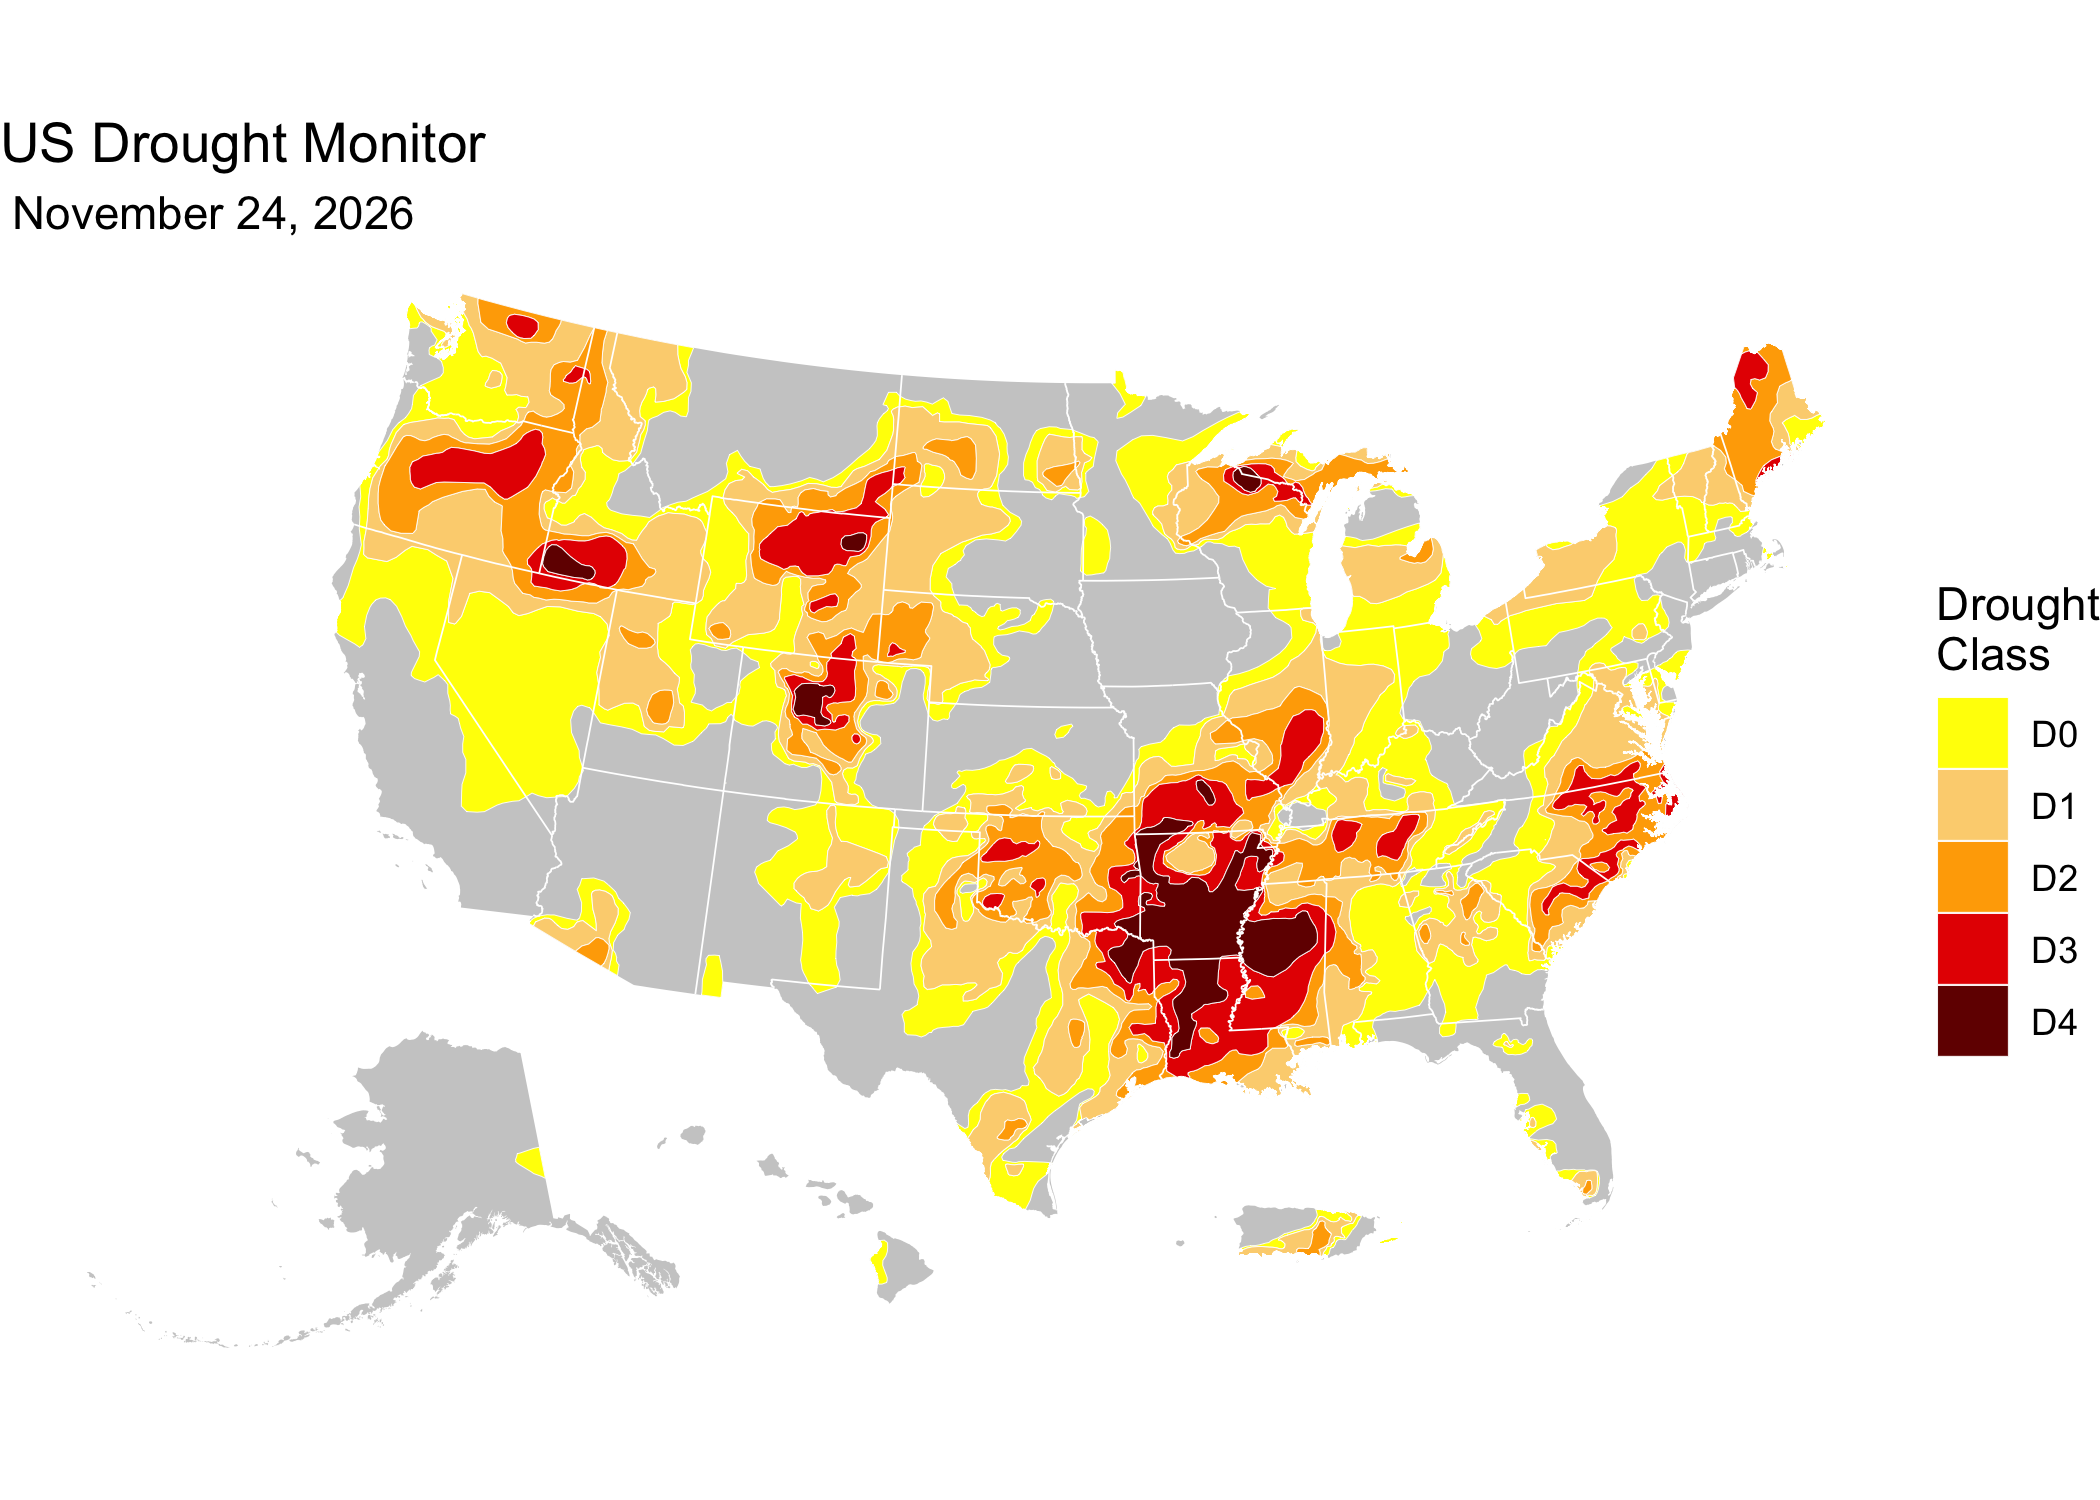 US Drought Monitor
November 24, 2026
Drought
Class
D0
D1
D2
D3
D4